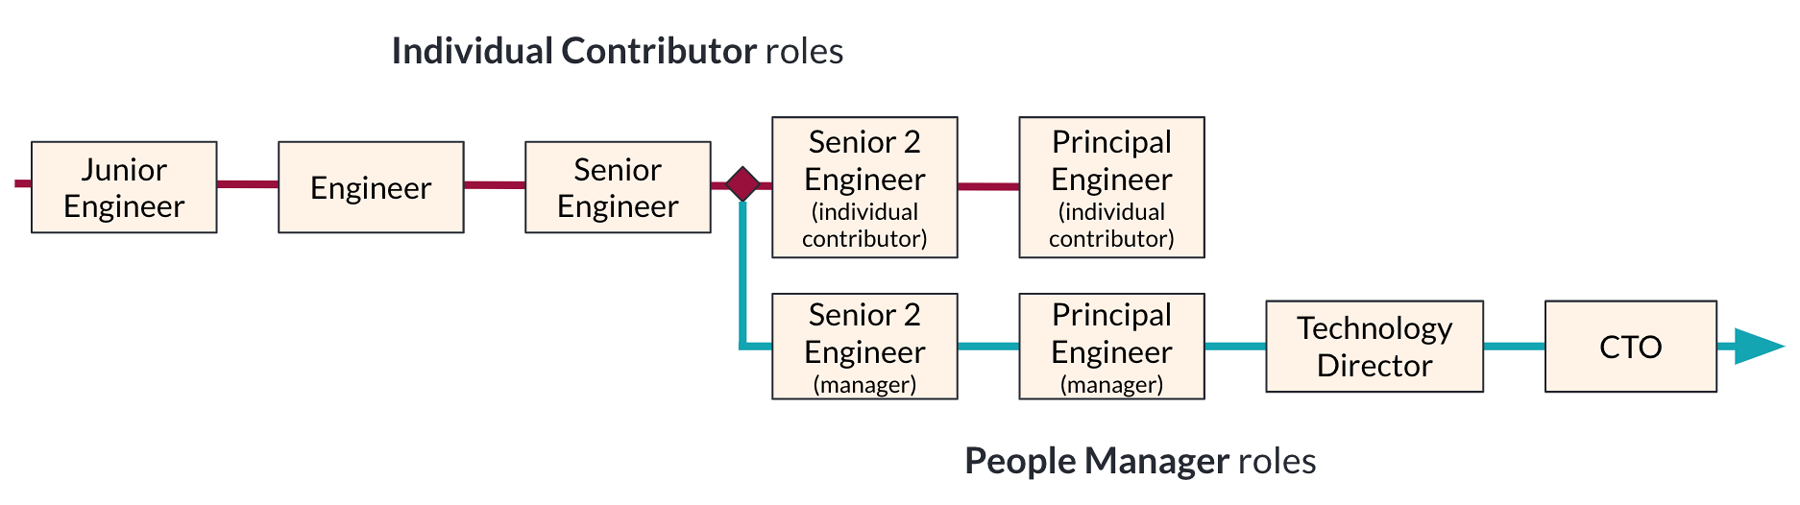 Individual Contributor roles
Junior
Engineer
Engineer
Senior
Engineer
Senior 2
Engineer
(individual
contributor)
Principal
Engineer
(individual
contributor)
Senior 2
Engineer
(manager)
Principal
Engineer
(manager)
Technology
Director
CTO
People Manager roles